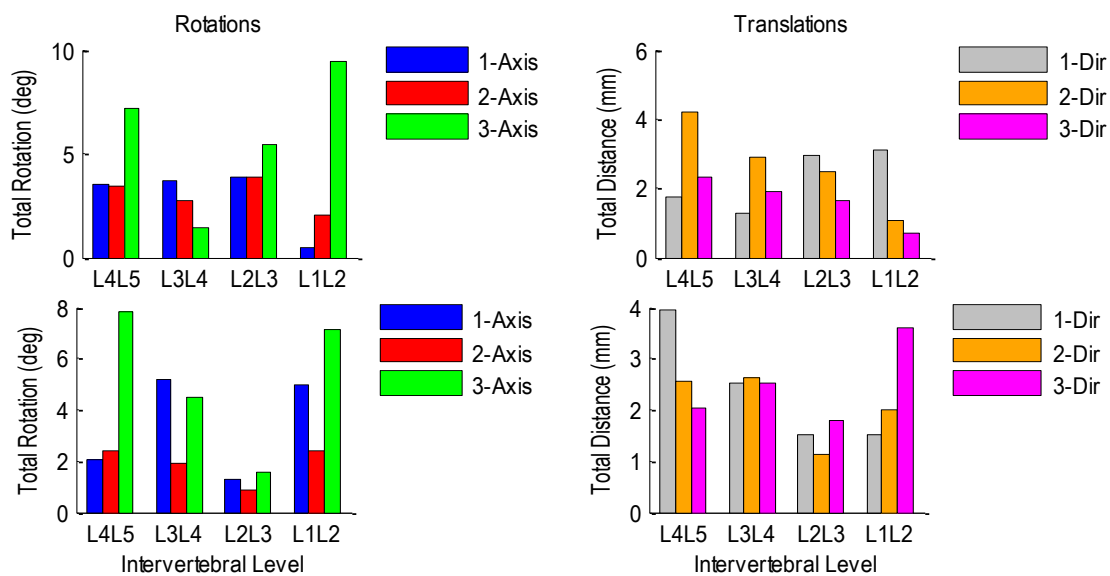 Rotations
Total Rotation (deg)
10
5
0
L4L5 L3L4 L2L3 L1L2
1-Axis
2-Axis
3-Axis
Translations
Total Distance (mm)
6
4
2
0
L4L5 L3L4 L2L3 L1L2
1-Dir
2-Dir
3-Dir
Total Rotation (deg)
8
6
4
2
0
L4L5 L3L4 L2L3 L1L2
Intervertebral Level
1-Axis
2-Axis
3-Axis
Total Distance (mm)
4
3
2
1
0
L4L5 L3L4 L2L3 L1L2
Intervertebral Level
1-Dir
2-Dir
3-Dir